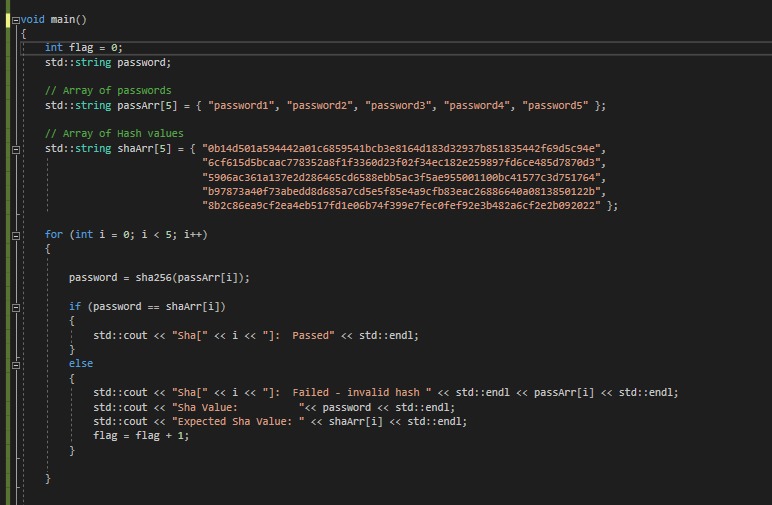 void main()
{
int flag = 0;
std::string password;
// Array of passwords
std::string passArr[5] = { "password1", "password2", "password3", "password4", "password5" };
// Array of Hash values
std::string shaArr[5] = { "0b14d501a594442a01c6859541bcb3e8164d183d32937b851835442f69d5c94e",
"6cf615d5bcaac778352a8f1f3360d23f02f34ec182e259897fd6ce485d7870d3",
"5906ac361a137e2d286465cd6588ebb5ac3f5ae955001100bc41577c3d751764",
"b97873a40f73abedd8d685a7cd5e5f85e4a9cfb83eac26886640a0813850122b",
"8b2c86ea9cf2ea4eb517fd1e06b74f399e7fec0fef92e3b482a6cf2e2b092022" };
for (int i = 0; i < 5; i++)
{
password = sha256(passArr[i]);
if (password == shaArr[i])
{
std::cout << "Sha[" << i << "]:  Passed" << std::endl;
}
else
{
std::cout << "Sha[" << i << "]:  Failed - invalid hash " << std::endl << passArr[i] << std::endl;
std::cout << "Sha Value:          "<< password << std::endl;
std::cout << "Expected Sha Value: " << shaArr[i] << std::endl;
flag = flag + 1;
}
}